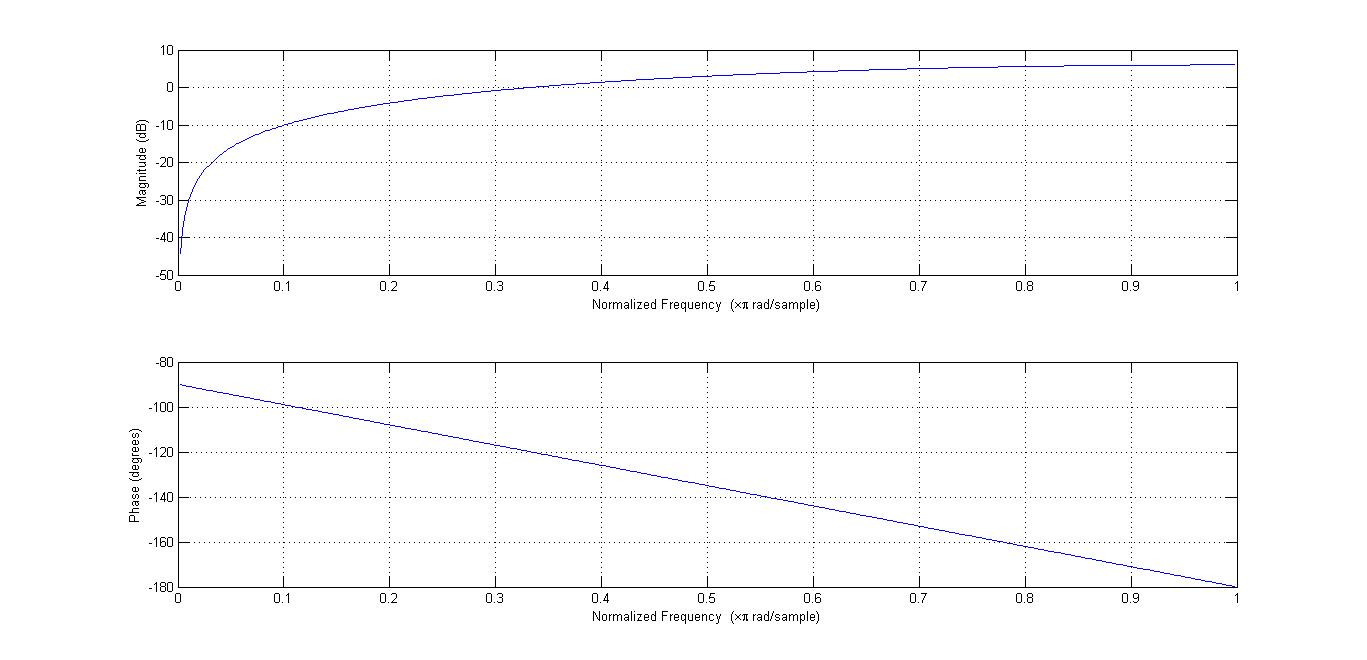 10
0
-10
-20
-30
-40
-50
Magnitude (dB)
0 0.1 0.2 0.3 0.4 0.5 0.6 0.7 0.8 0.9 1
Normalized Frequency (×π rad/sample)
-80
-100
-120
-140
-160
-180
Phase (degrees)
0 0.1 0.2 0.3 0.4 0.5 0.6 0.7 0.8 0.9 1
Normalized Frequency (×π rad/sample)